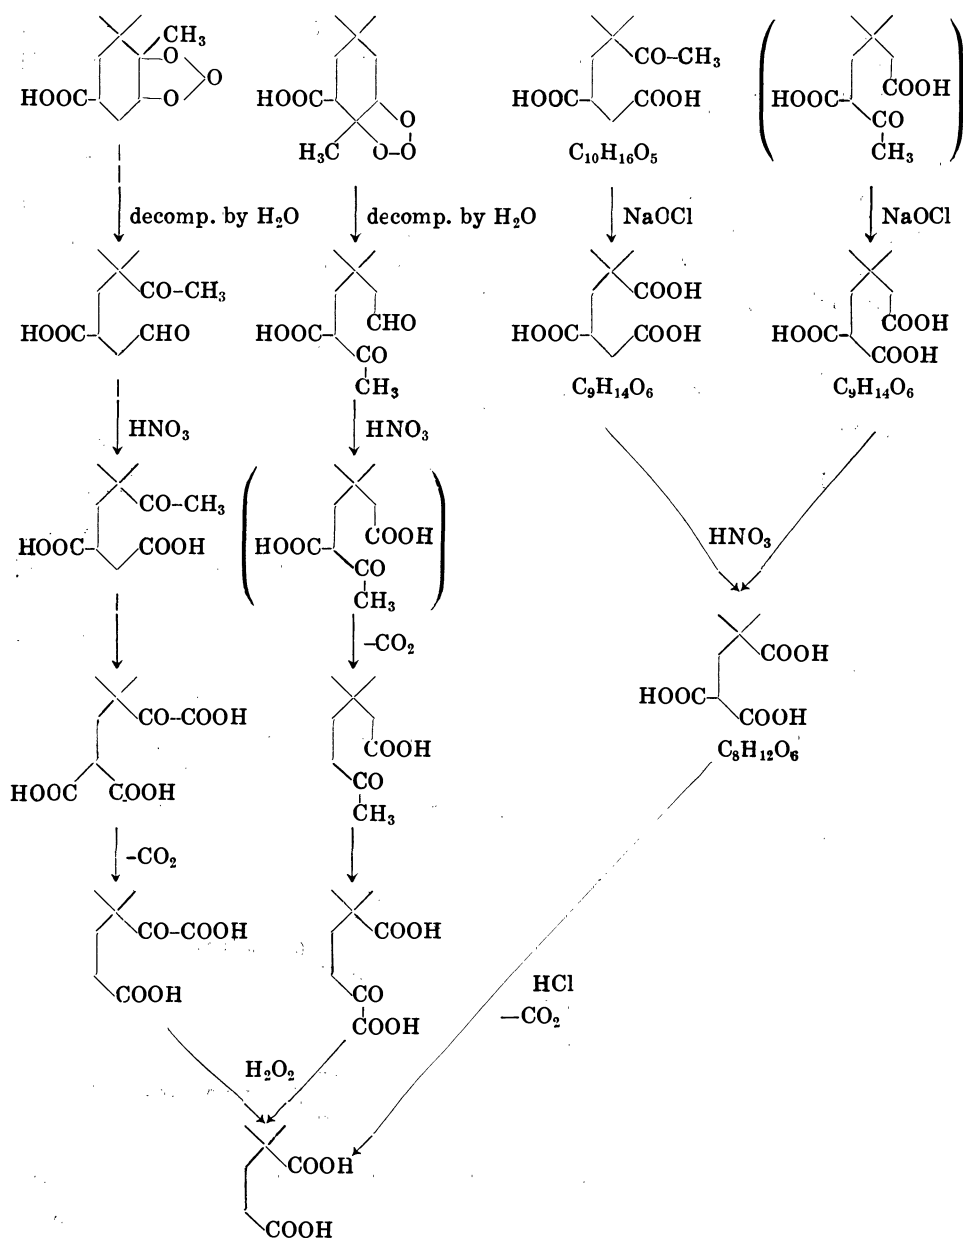 CH₃
O
O
O
HOOC
HOOC
H₃C
O
O–O
CO–CH₃
HOOC
COOH
C₁₀H₁₆O₅
COOH
HOOC
CO
CH₃
decomp. by H₂O
decomp. by H₂O
NaOCl
NaOCl
CO–CH₃
HOOC
CHO
HOOC
CHO
CO
CH₃
COOH
HOOC
COOH
C₉H₁₄O₆
HOOC
COOH
COOH
C₉H₁₄O₆
HNO₃
HNO₃
CO–CH₃
HOOC
COOH
HOOC
COOH
CO
CH₃
HNO₃
–CO₂
CO–COOH
HOOC
COOH
COOH
CO
CH₃
COOH
HOOC
COOH
C₈H₁₂O₆
–CO₂
CO–COOH
COOH
COOH
CO
COOH
HCl
–CO₂
H₂O₂
COOH
COOH